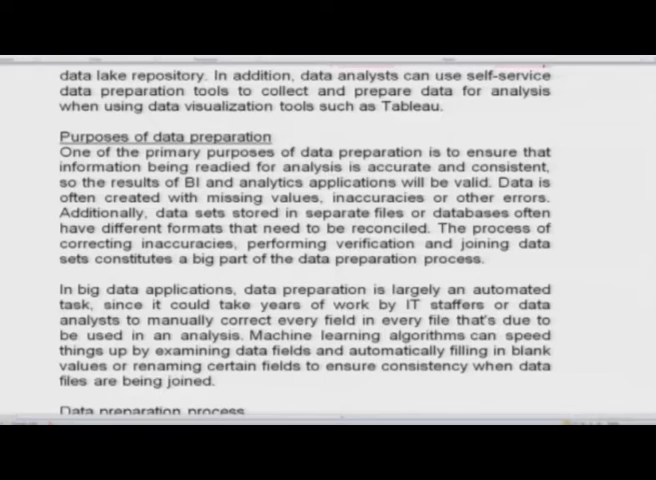 data lake repository. In addition, data analysts can use self-service
data preparation tools to collect and prepare data for analysis
when using data visualization tools such as Tableau.
Purposes of data preparation
One of the primary purposes of data preparation is to ensure that
information being readied for analysis is accurate and consistent,
so the results of BI and analytics applications will be valid. Data is
often created with missing values, inaccuracies or other errors.
Additionally, data sets stored in separate files or databases often
have different formats that need to be reconciled. The process of
correcting inaccuracies, performing verification and joining data
sets constitutes a big part of the data preparation process.
In big data applications, data preparation is largely an automated
task, since it could take years of work by IT staffers or data
analysts to manually correct every field in every file that's due to
be used in an analysis. Machine learning algorithms can speed
things up by examining data fields and automatically filling in blank
values or renaming certain fields to ensure consistency when data
files are being joined.
Data preparation process